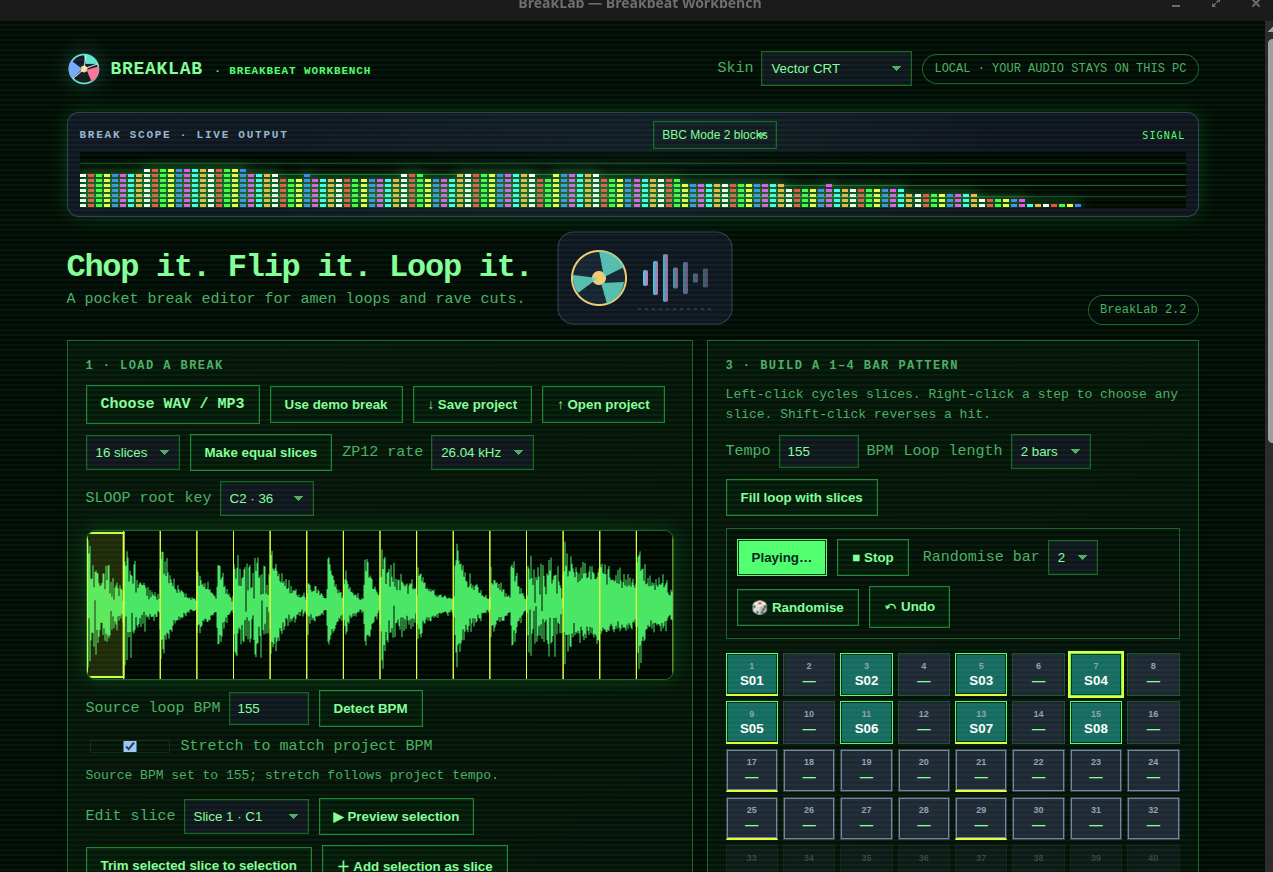 BreakLab — Breakbeat Workbench
BREAKLAB · BREAKBEAT WORKBENCH
Skin Vector CRT LOCAL · YOUR AUDIO STAYS ON THIS PC
BREAK SCOPE · LIVE OUTPUT BBC Mode 2 blocks SIGNAL
Chop it. Flip it. Loop it.
A pocket break editor for amen loops and rave cuts.
BreakLab 2.2
1 · LOAD A BREAK
Choose WAV / MP3 Use demo break ↓ Save project ↑ Open project
16 slices Make equal slices ZP12 rate 26.04 kHz
SLOOP root key C2 · 36
Source loop BPM 155 Detect BPM
Stretch to match project BPM
Source BPM set to 155; stretch follows project tempo.
Edit slice Slice 1 · C1 ▶ Preview selection
Trim selected slice to selection + Add selection as slice
3 · BUILD A 1–4 BAR PATTERN
Left-click cycles slices. Right-click a step to choose any
slice. Shift-click reverses a hit.
Tempo 155 BPM Loop length 2 bars
Fill loop with slices
Playing… ■ Stop Randomise bar 2
🎲 Randomise ↶ Undo
1 2 3 4 5 6 7 8
S01 — S02 — S03 — S04 —
9 10 11 12 13 14 15 16
S05 — S06 — S07 — S08 —
17 18 19 20 21 22 23 24
— — — — — — — —
25 26 27 28 29 30 31 32
— — — — — — — —
33 34 35 36 37 38 39 40